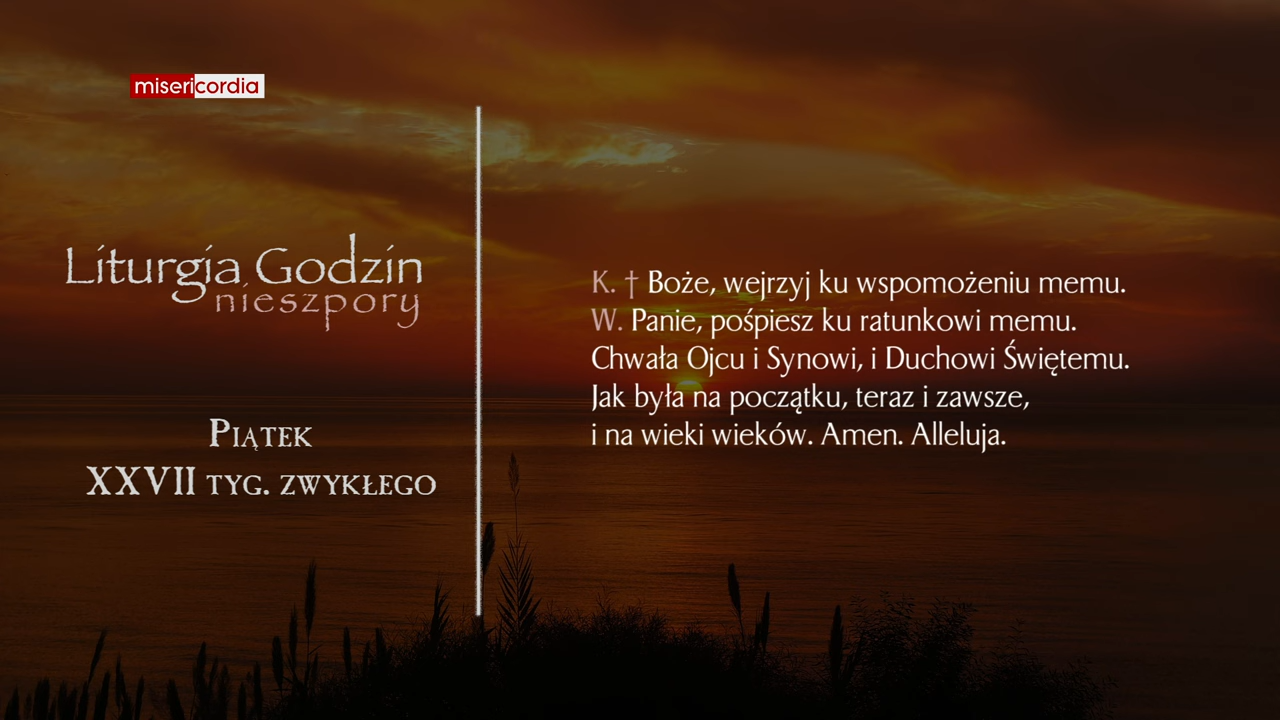 misericordia
Liturgia Godzin
nieszpory
Piątek
XXVII tyg. zwykłego
K. † Boże, wejrzyj ku wspomożeniu memu.
W. Panie, pośpiesz ku ratunkowi memu.
Chwała Ojcu i Synowi, i Duchowi Świętemu.
Jak była na początku, teraz i zawsze,
i na wieki wieków. Amen. Alleluja.